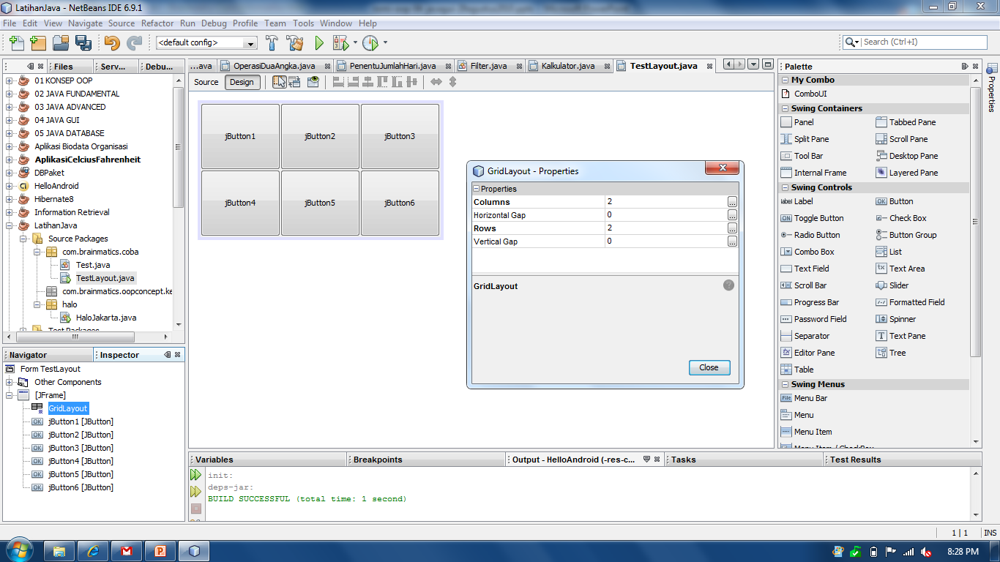 LatihanJava - NetBeans IDE 6.9.1
File Edit View Navigate Source Refactor Run Debug Profile Team Tools Window Help
<default config>
Search (Ctrl+I)
Files Serv... Debu...
01 KONSEP OOP
02 JAVA FUNDAMENTAL
03 JAVA ADVANCED
04 JAVA GUI
05 JAVA DATABASE
Aplikasi Biodata Organisasi
AplikasiCelciusFahrenheit
DBPaket
HelloAndroid
Hibernate8
Information Retrieval
LatihanJava
Source Packages
com.brainmatics.coba
Test.java
TestLayout.java
com.brainmatics.oopconcept.ke
halo
HaloJakarta.java
Test Packages
Navigator Inspector
Form TestLayout
Other Components
[JFrame]
GridLayout
jButton1 [JButton]
jButton2 [JButton]
jButton3 [JButton]
jButton4 [JButton]
jButton5 [JButton]
jButton6 [JButton]
...ava OperasiDuaAngka.java PenentuJumlahHari.java Filter.java Kalkulator.java TestLayout.java
Source Design
jButton1 jButton2 jButton3
jButton4 jButton5 jButton6
GridLayout - Properties
Properties
Columns 2 ...
Horizontal Gap 0 ...
Rows 2 ...
Vertical Gap 0 ...
GridLayout
?
Close
Palette
Properties
My Combo
ComboUI
Swing Containers
Panel Tabbed Pane
Split Pane Scroll Pane
Tool Bar Desktop Pane
Internal Frame Layered Pane
Swing Controls
label Label OK Button
ON Toggle Button Check Box
Radio Button Button Group
Combo Box List
Text Field Text Area
Scroll Bar Slider
Progress Bar Formatted Field
Password Field Spinner
Separator T Text Pane
Editor Pane Tree
Table
Swing Menus
File Menu Bar
Menu
Menu Item
Menu Item / CheckBox
Variables Breakpoints Output - HelloAndroid (-res-c... Tasks Test Results
init:
deps-jar:
BUILD SUCCESSFUL (total time: 1 second)
1 | 1 INS
8:28 PM